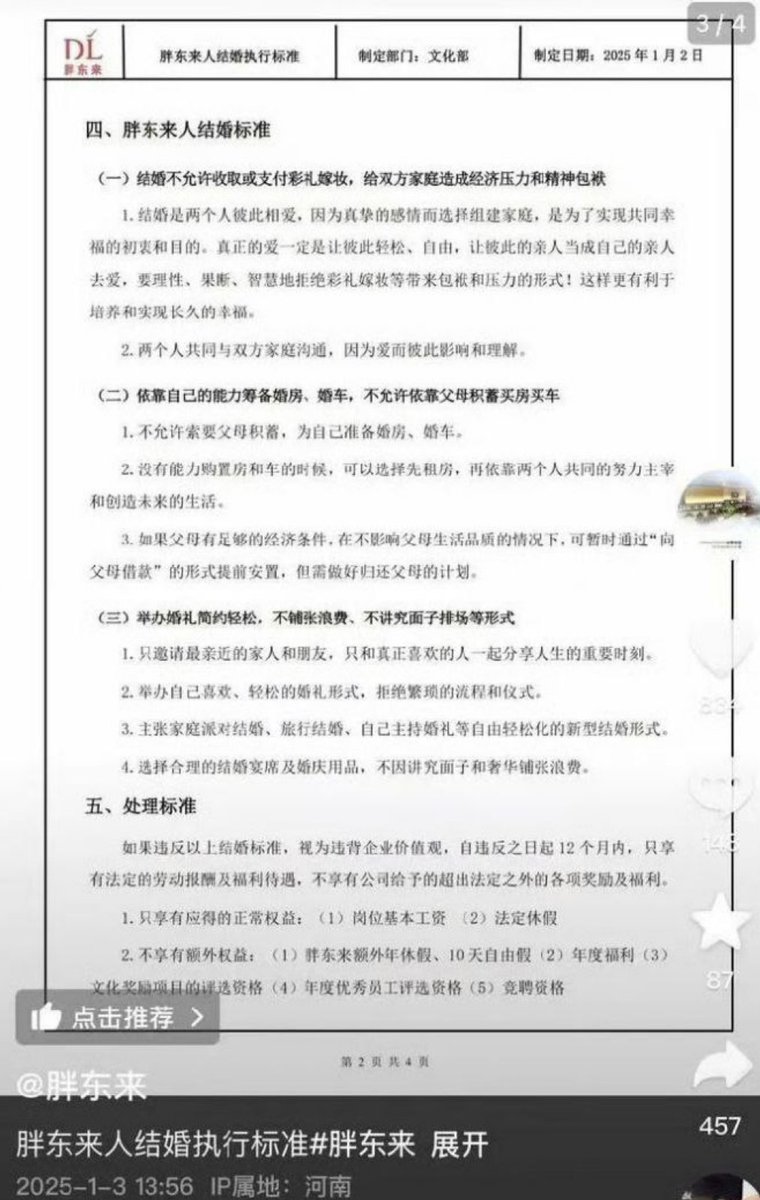 3/4
DL
胖东来
胖东来人结婚执行标准
制定部门：文化部
制定日期：2025年1月2日
四、胖东来人结婚标准
（一）结婚不允许收取或支付彩礼嫁妆，给双方家庭造成经济压力和精神包袱
1.结婚是两个人彼此相爱，因为真挚的感情而选择组建家庭，是为了实现共同幸
福的初衷和目的。真正的爱一定是让彼此轻松、自由，让彼此的亲人当成自己的亲人
去爱，要理性、果断、智慧地拒绝彩礼嫁妆等带来包袱和压力的形式！这样更有利于
培养和实现长久的幸福。
2.两个人共同与双方家庭沟通，因为爱而彼此影响和理解。
（二）依靠自己的能力筹备婚房、婚车，不允许依靠父母积蓄买房买车
1.不允许索要父母积蓄，为自己准备婚房、婚车。
2.没有能力购置房和车的时候，可以选择先租房，再依靠两个人共同的努力主宰
和创造未来的生活。
3.如果父母有足够的经济条件，在不影响父母生活品质的情况下，可暂时通过“向
父母借款”的形式提前安置，但需做好归还父母的计划。
（三）举办婚礼简约轻松，不铺张浪费、不讲究面子排场等形式
1.只邀请最亲近的家人和朋友，只和真正喜欢的人一起分享人生的重要时刻。
2.举办自己喜欢、轻松的婚礼形式，拒绝繁琐的流程和仪式。
3.主张家庭派对结婚、旅行结婚、自己主持婚礼等自由轻松化的新型结婚形式。
4.选择合理的结婚宴席及婚庆用品，不因讲究面子和奢华铺张浪费。
五、处理标准
如果违反以上结婚标准，视为违背企业价值观，自违反之日起12个月内，只享
有法定的劳动报酬及福利待遇，不享有公司给予的超出法定之外的各项奖励及福利。
1.只享有应得的正常权益：（1）岗位基本工资 （2）法定休假
2.不享有额外权益：（1）胖东来额外年休假、10天自由假（2）年度福利（3）
文化奖励项目的评选资格（4）年度优秀员工评选资格（5）竞聘资格
第 2 页 共 4 页
834
146
87
457
点击推荐 >
@胖东来
胖东来人结婚执行标准#胖东来 展开
2025-1-3 13:56 IP属地：河南